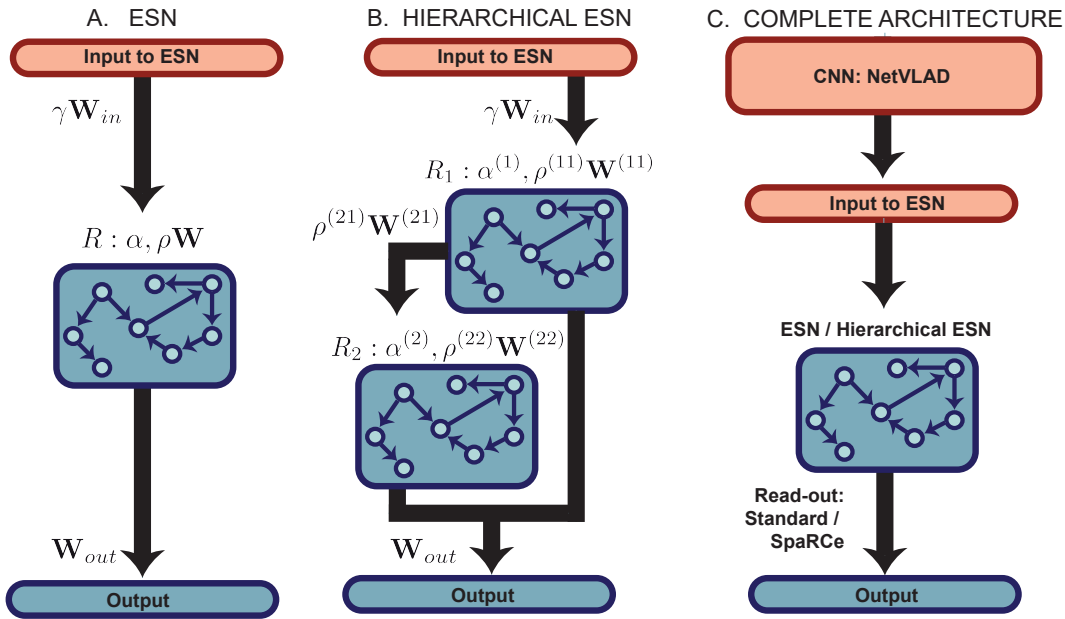 A. ESN
Input to ESN
γW_in
R : α, ρW
W_out
Output
B. HIERARCHICAL ESN
Input to ESN
γW_in
R_1 : α^(1), ρ^(11)W^(11)
ρ^(21)W^(21)
R_2 : α^(2), ρ^(22)W^(22)
W_out
Output
C. COMPLETE ARCHITECTURE
CNN: NetVLAD
Input to ESN
ESN / Hierarchical ESN
Read-out:
Standard /
SpaRCe
Output